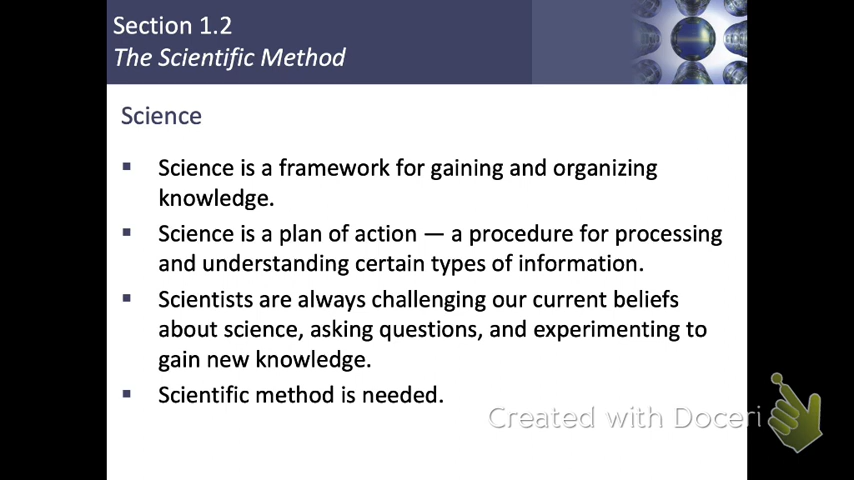 Section 1.2
The Scientific Method
Science
▪ Science is a framework for gaining and organizing
knowledge.
▪ Science is a plan of action — a procedure for processing
and understanding certain types of information.
▪ Scientists are always challenging our current beliefs
about science, asking questions, and experimenting to
gain new knowledge.
▪ Scientific method is needed.
Created with Doceri